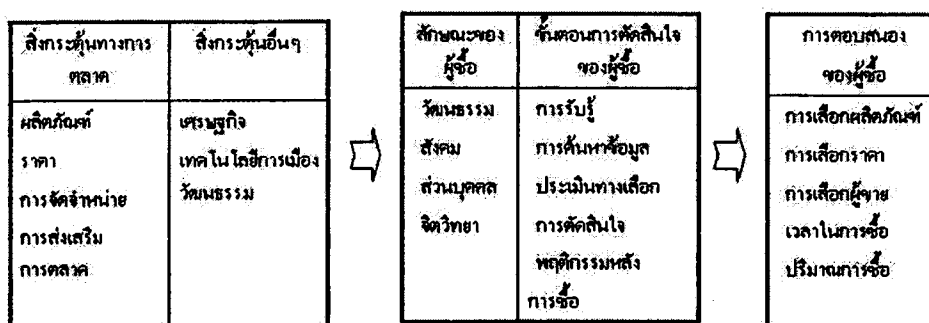 สิ่งกระตุ้นทางการ
ตลาด
สิ่งกระตุ้นอื่นๆ
ผลิตภัณฑ์
ราคา
การจัดจำหน่าย
การส่งเสริม
การตลาด
เศรษฐกิจ
เทคโนโลยีการเมือง
วัฒนธรรม
ลักษณะของ
ผู้ซื้อ
ขั้นตอนการตัดสินใจ
ของผู้ซื้อ
วัฒนธรรม
สังคม
ส่วนบุคคล
จิตวิทยา
การรับรู้
การค้นหาข้อมูล
ประเมินทางเลือก
การตัดสินใจ
พฤติกรรมหลัง
การซื้อ
การตอบสนอง
ของผู้ซื้อ
การเลือกผลิตภัณฑ์
การเลือกราคา
การเลือกผู้ขาย
เวลาในการซื้อ
ปริมาณการซื้อ